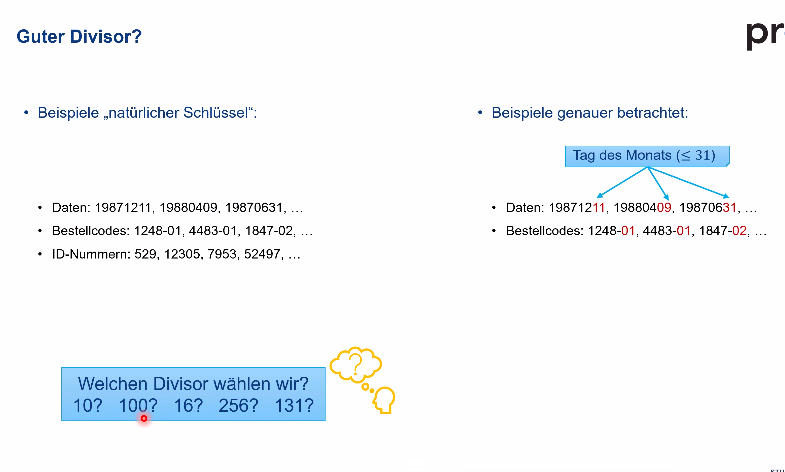 Guter Divisor?
pr
• Beispiele „natürlicher Schlüssel“:
• Daten: 19871211, 19880409, 19870631, …
• Bestellcodes: 1248-01, 4483-01, 1847-02, …
• ID-Nummern: 529, 12305, 7953, 52497, …
Welchen Divisor wählen wir?
10? 100? 16? 256? 131?
?
• Beispiele genauer betrachtet:
Tag des Monats (≤ 31)
• Daten: 19871211, 19880409, 19870631, …
• Bestellcodes: 1248-01, 4483-01, 1847-02, …